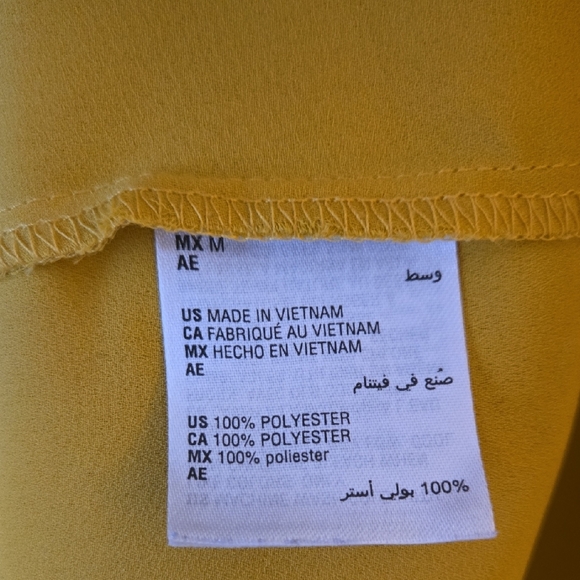 MX M
AE
وسط
US MADE IN VIETNAM
CA FABRIQUÉ AU VIETNAM
MX HECHO EN VIETNAM
AE
صُنع في فيتنام
US 100% POLYESTER
CA 100% POLYESTER
MX 100% poliester
AE
100% بولي أستر